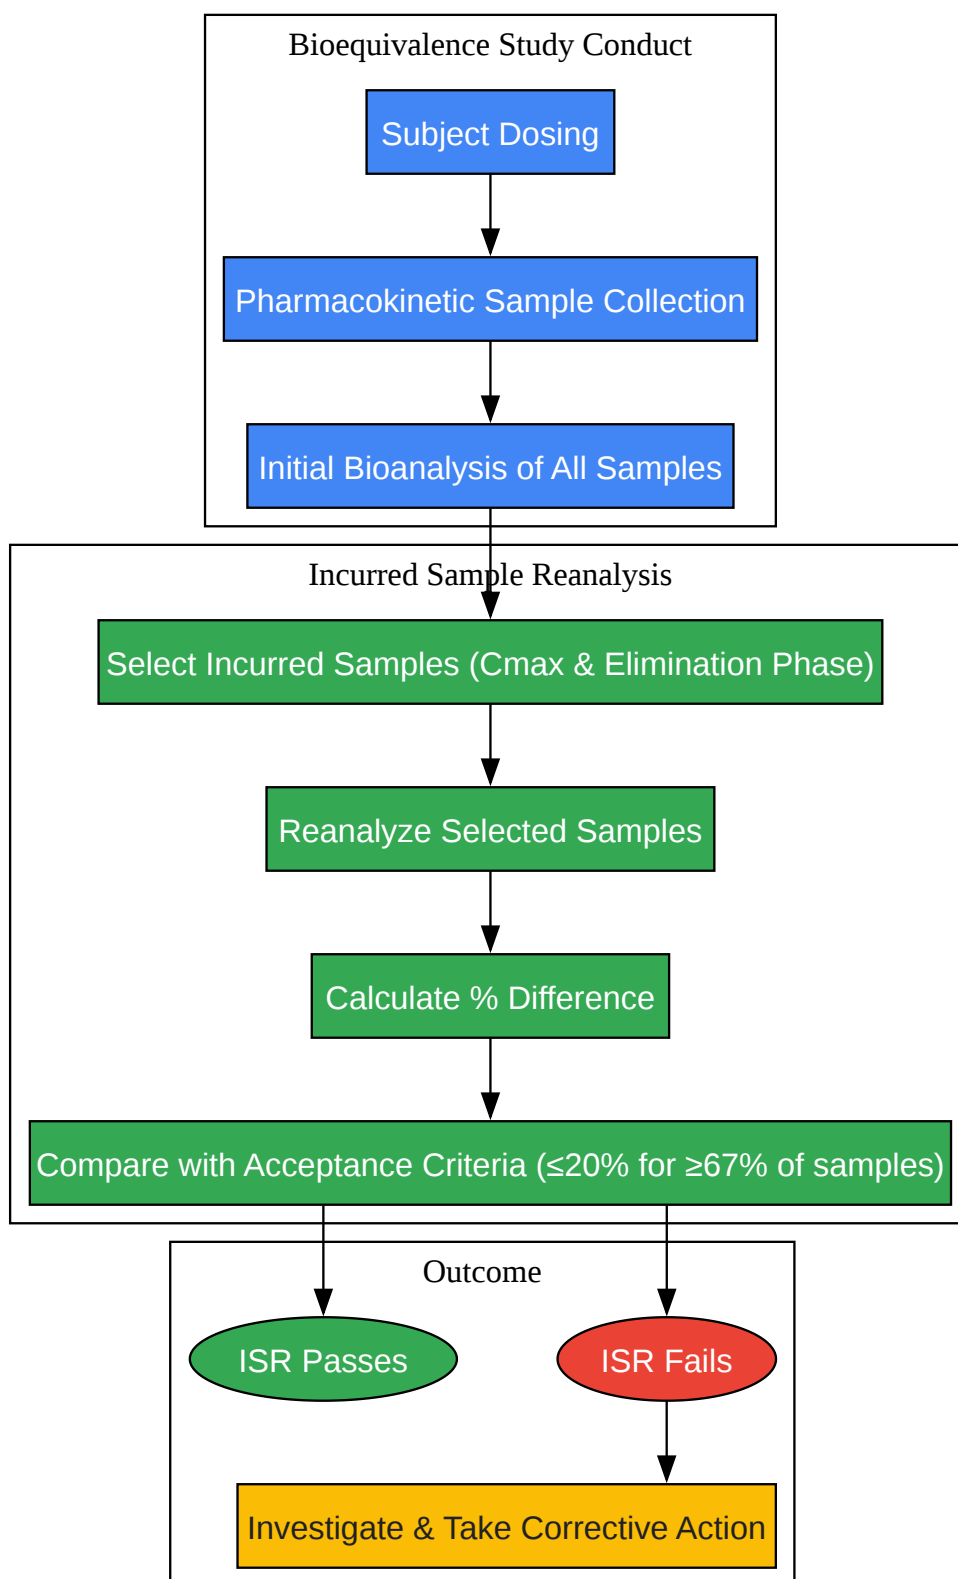 Bioequivalence Study Conduct
Subject Dosing
Pharmacokinetic Sample Collection
Initial Bioanalysis of All Samples
Incurred Sample Reanalysis
Select Incurred Samples (Cmax & Elimination Phase)
Reanalyze Selected Samples
Calculate % Difference
Compare with Acceptance Criteria (≤20% for ≥67% of samples)
Outcome
ISR Passes
ISR Fails
Investigate & Take Corrective Action